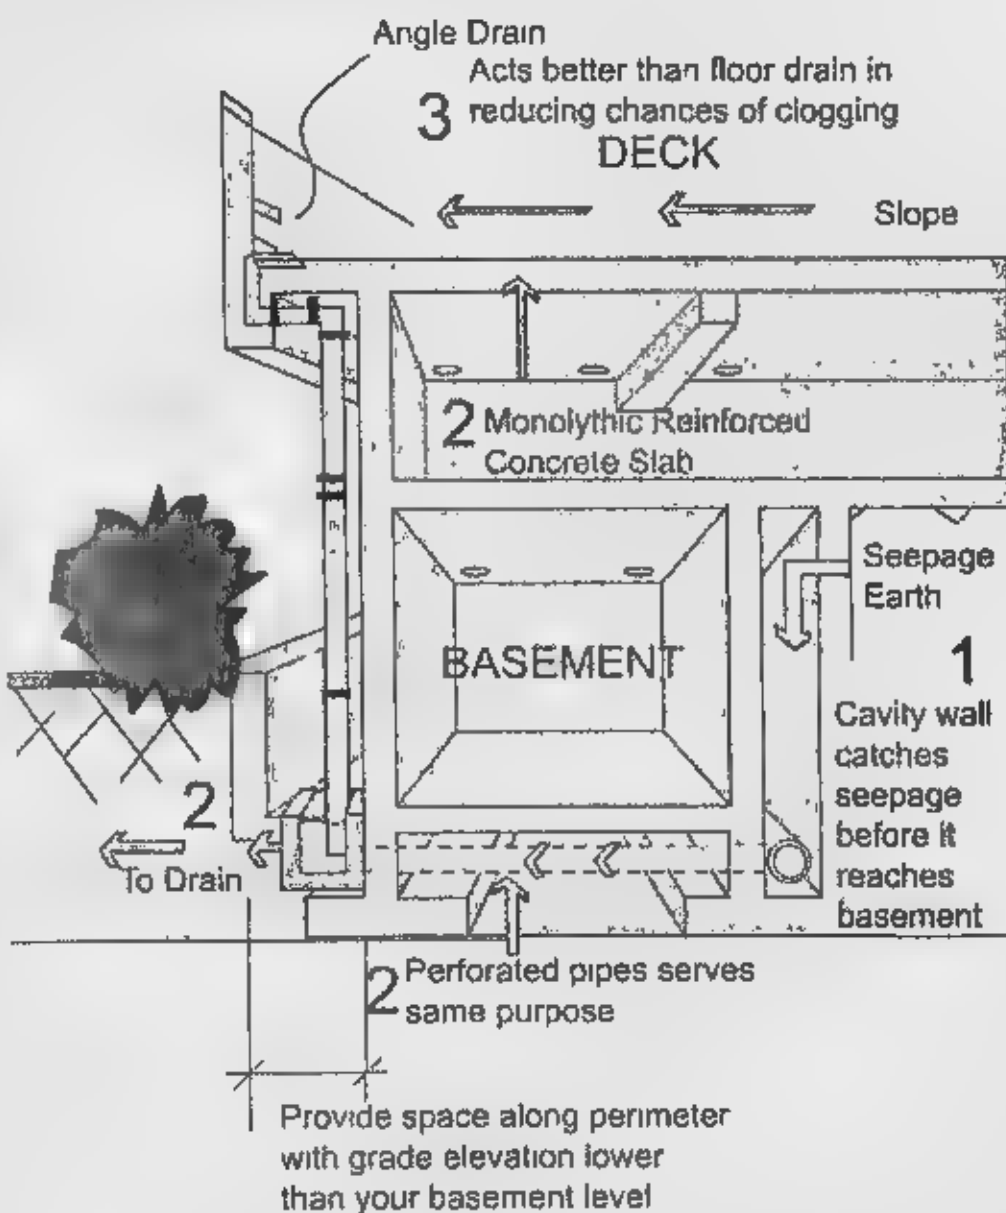 Angle Drain
3 Acts better than floor drain in
reducing chances of clogging
DECK
Slope
2 Monolythic Reinforced
Concrete Slab
Seepage
Earth
BASEMENT
1
Cavity wall
catches
seepage
before it
reaches
basement
2
To Drain
2 Perforated pipes serves
same purpose
Provide space along perimeter
with grade elevation lower
than your basement level